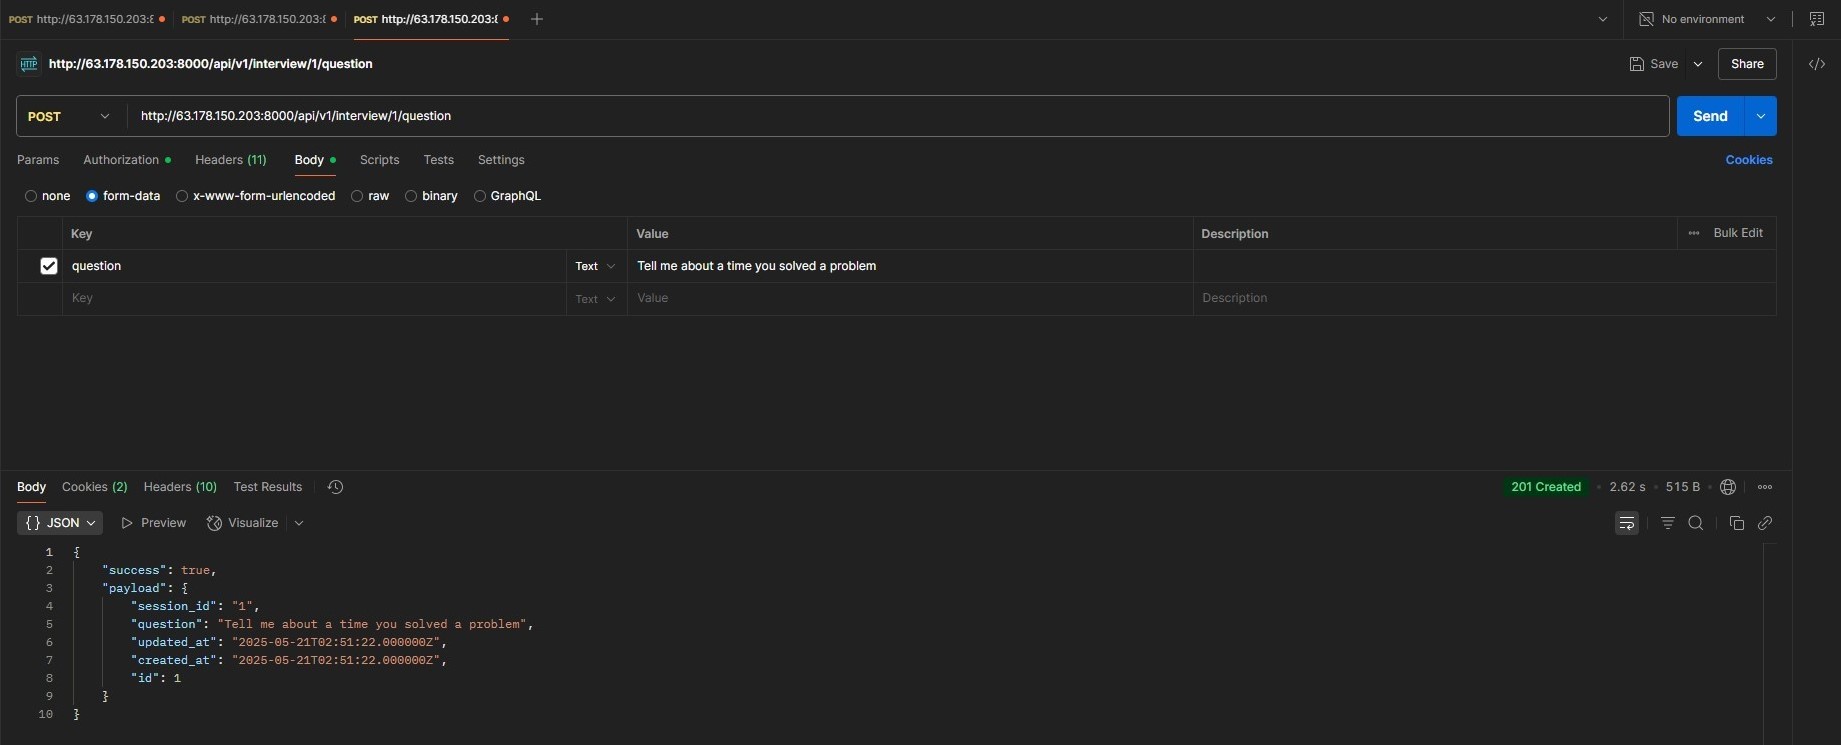 POST http://63.178.150.203:8 POST http://63.178.150.203:8 POST http://63.178.150.203:8 No environment
HTTP http://63.178.150.203:8000/api/v1/interview/1/question Save Share
POST http://63.178.150.203:8000/api/v1/interview/1/question Send
Params Authorization Headers (11) Body Scripts Tests Settings Cookies
none form-data x-www-form-urlencoded raw binary GraphQL
Key Value Description Bulk Edit
question Text Tell me about a time you solved a problem
Key Text Value Description
Body Cookies (2) Headers (10) Test Results 201 Created 2.62 s 515 B
{} JSON Preview Visualize
1 {
2 "success": true,
3 "payload": {
4 "session_id": "1",
5 "question": "Tell me about a time you solved a problem",
6 "updated_at": "2025-05-21T02:51:22.000000Z",
7 "created_at": "2025-05-21T02:51:22.000000Z",
8 "id": 1
9 }
10 }